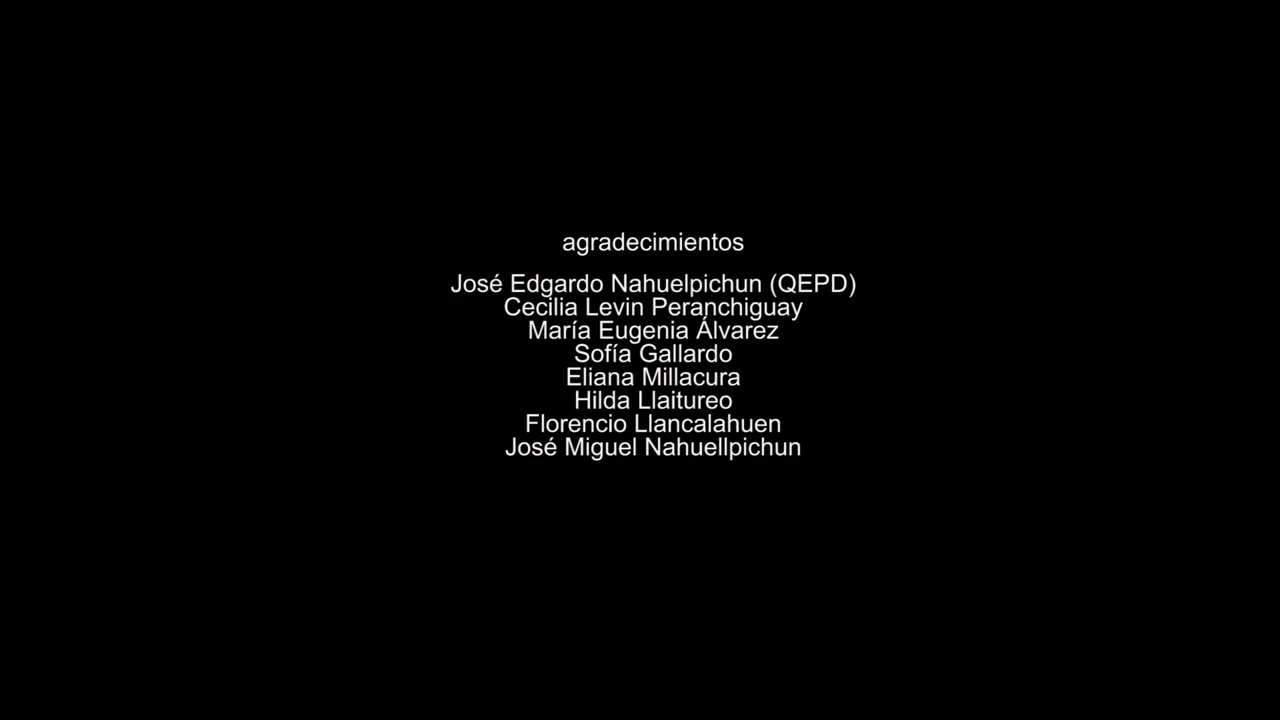 agradecimientos
José Edgardo Nahuelpichun (QEPD)
Cecilia Levin Peranchiguay
María Eugenia Álvarez
Sofía Gallardo
Eliana Millacura
Hilda Llaitureo
Florencio Llancalahuen
José Miguel Nahuellpichun